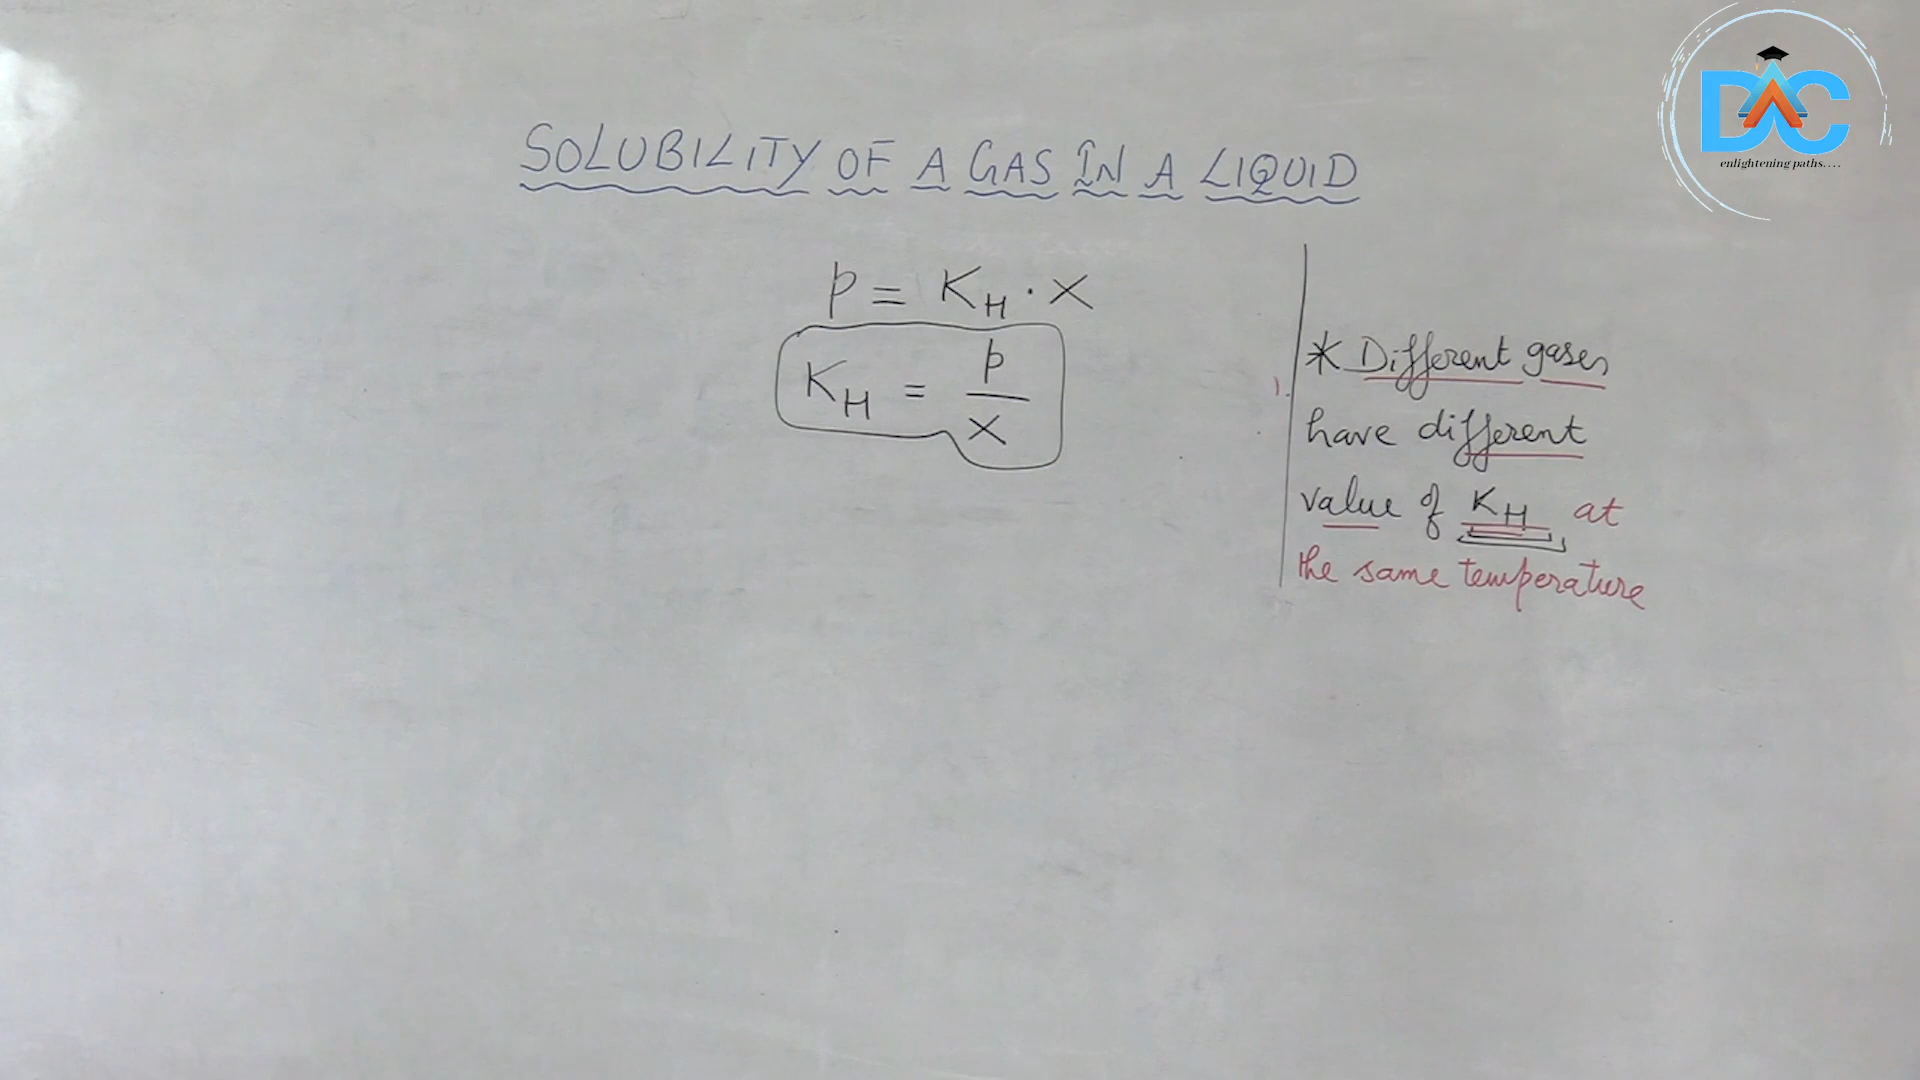 DAC
enlightening paths....
SOLUBILITY OF A GAS IN A LIQUID
p = KH · x
KH = p/x
* Different gases
have different
value of KH at
the same temperature